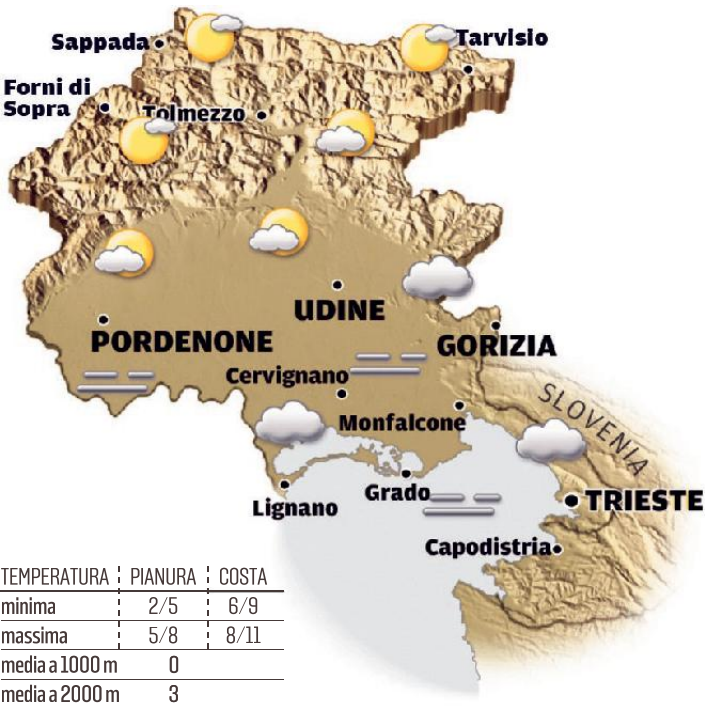 Sappada
Tarvisio
Forni di
Sopra
Tolmezzo
UDINE
PORDENONE
GORIZIA
Cervignano
SLOVENIA
Monfalcone
Grado
Lignano
TRIESTE
Capodistria
TEMPERATURA PIANURA COSTA
minima 2/5 6/9
massima 5/8 8/11
media a 1000 m 0
media a 2000 m 3